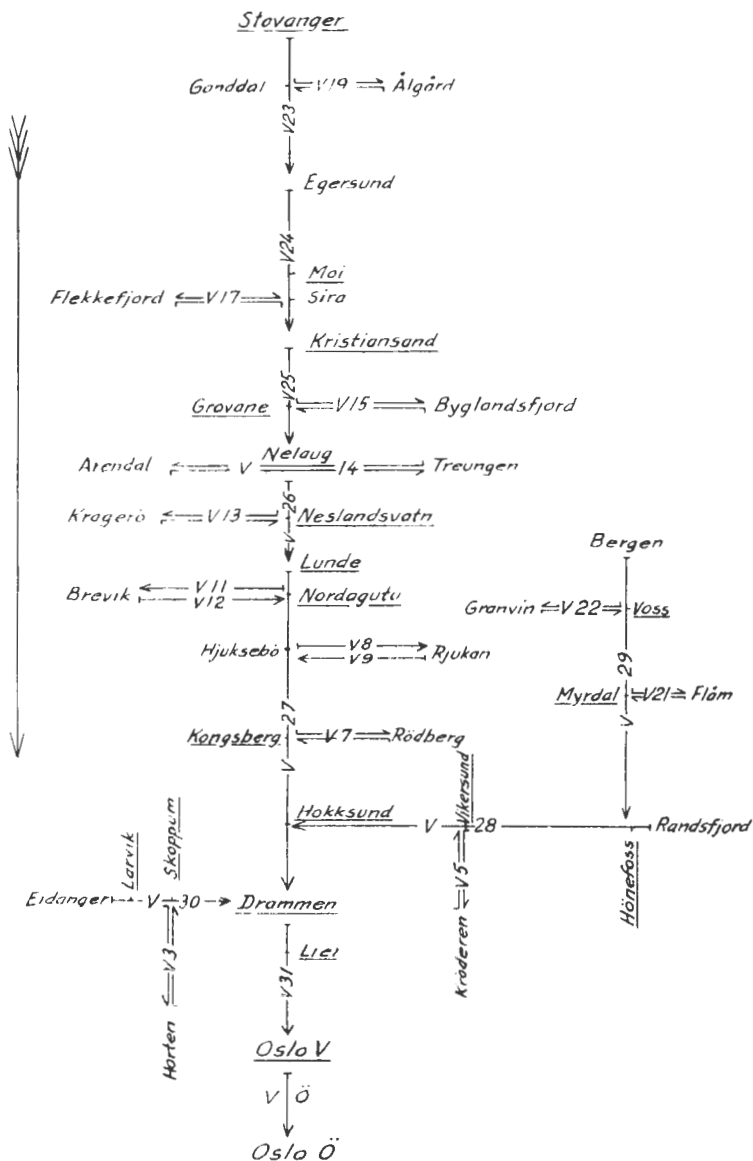 Stavanger
Ganddal V19 Ålgård
V23
Egersund
V24
Moi
Flekkefjord V17 Sira
Kristiansand
V25
Grovane V15 Byglandsfjord
Nelaug
Arendal V 14 Treungen
V 26
Kragerö V13 Neslandsvatn
Bergen
Lunde
V11
Brevik V12 Nordagutu
Granvin V22 Voss
V8
Hjuksebö V9 Rjukan
V 29
Myrdal V21 Flåm
V 27
Kongsberg V7 Rödberg
Vikersund
Hokksund V 28 Randsfjord
Hönefoss
V5
Kröderen
Larvik
Skoppum
Eidanger V 30 Drammen
V3
Horten
Lier
V31
Oslo V
V Ö
Oslo Ö